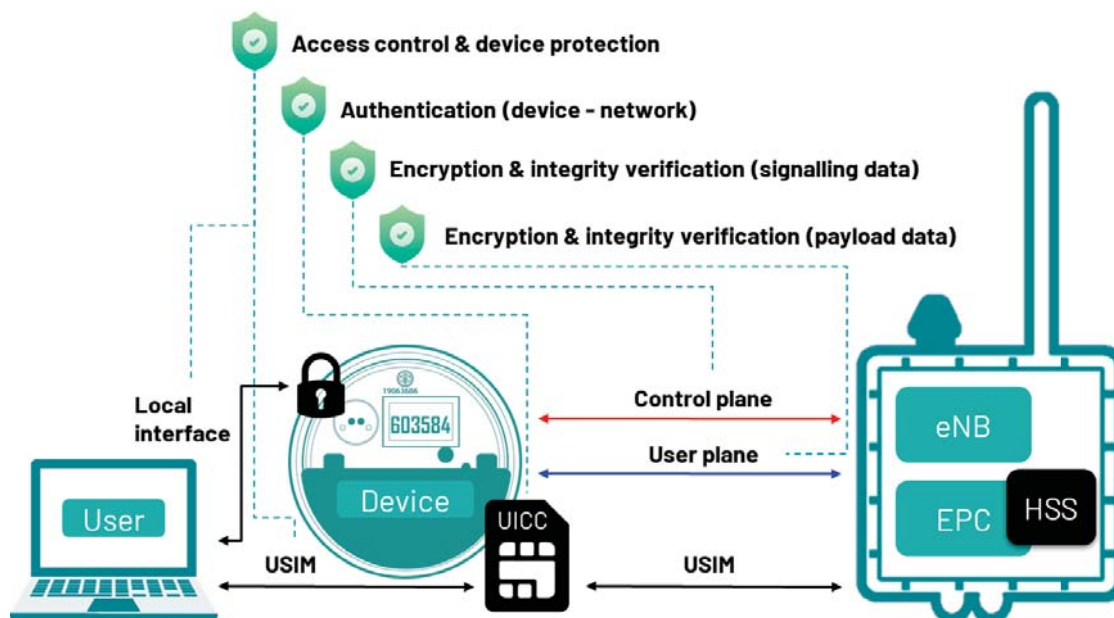 Access control & device protection
Authentication (device - network)
Encryption & integrity verification (signalling data)
Encryption & integrity verification (payload data)
19063686
603584
Local
interface
Control plane
User plane
eNB
EPC
HSS
User
Device
UICC
USIM
USIM